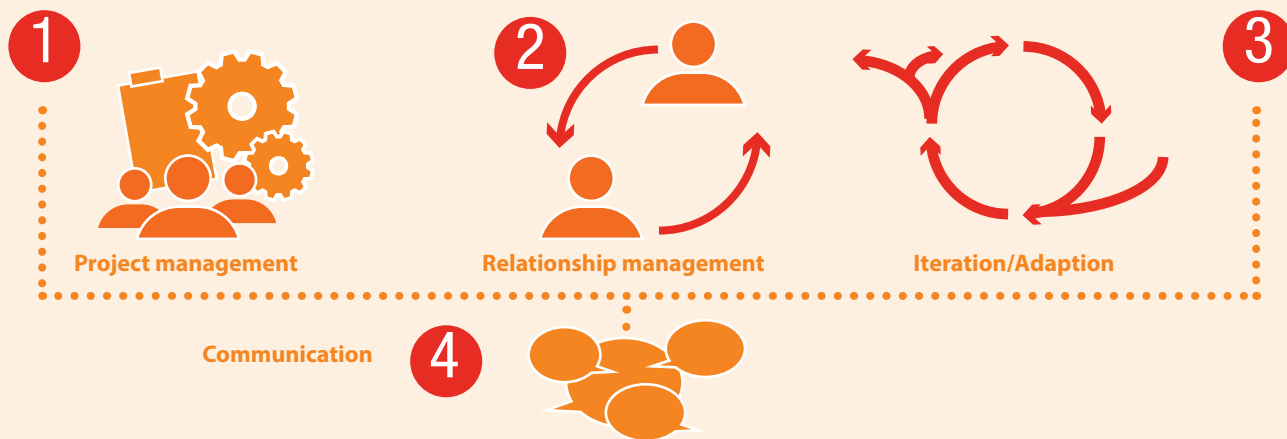 1
2
3
Project management
Relationship management
Iteration/Adaption
Communication
4